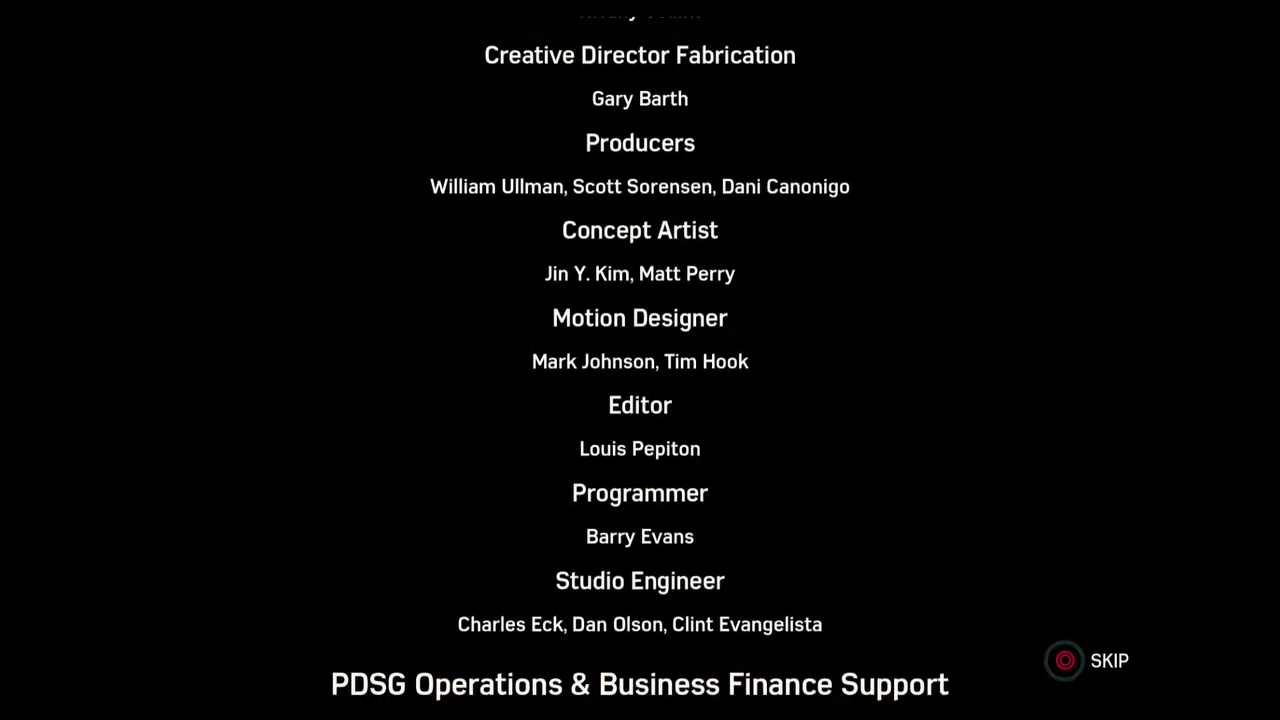 Creative Director Fabrication
Gary Barth
Producers
William Ullman, Scott Sorensen, Dani Canonigo
Concept Artist
Jin Y. Kim, Matt Perry
Motion Designer
Mark Johnson, Tim Hook
Editor
Louis Pepiton
Programmer
Barry Evans
Studio Engineer
Charles Eck, Dan Olson, Clint Evangelista
SKIP
PDSG Operations & Business Finance Support